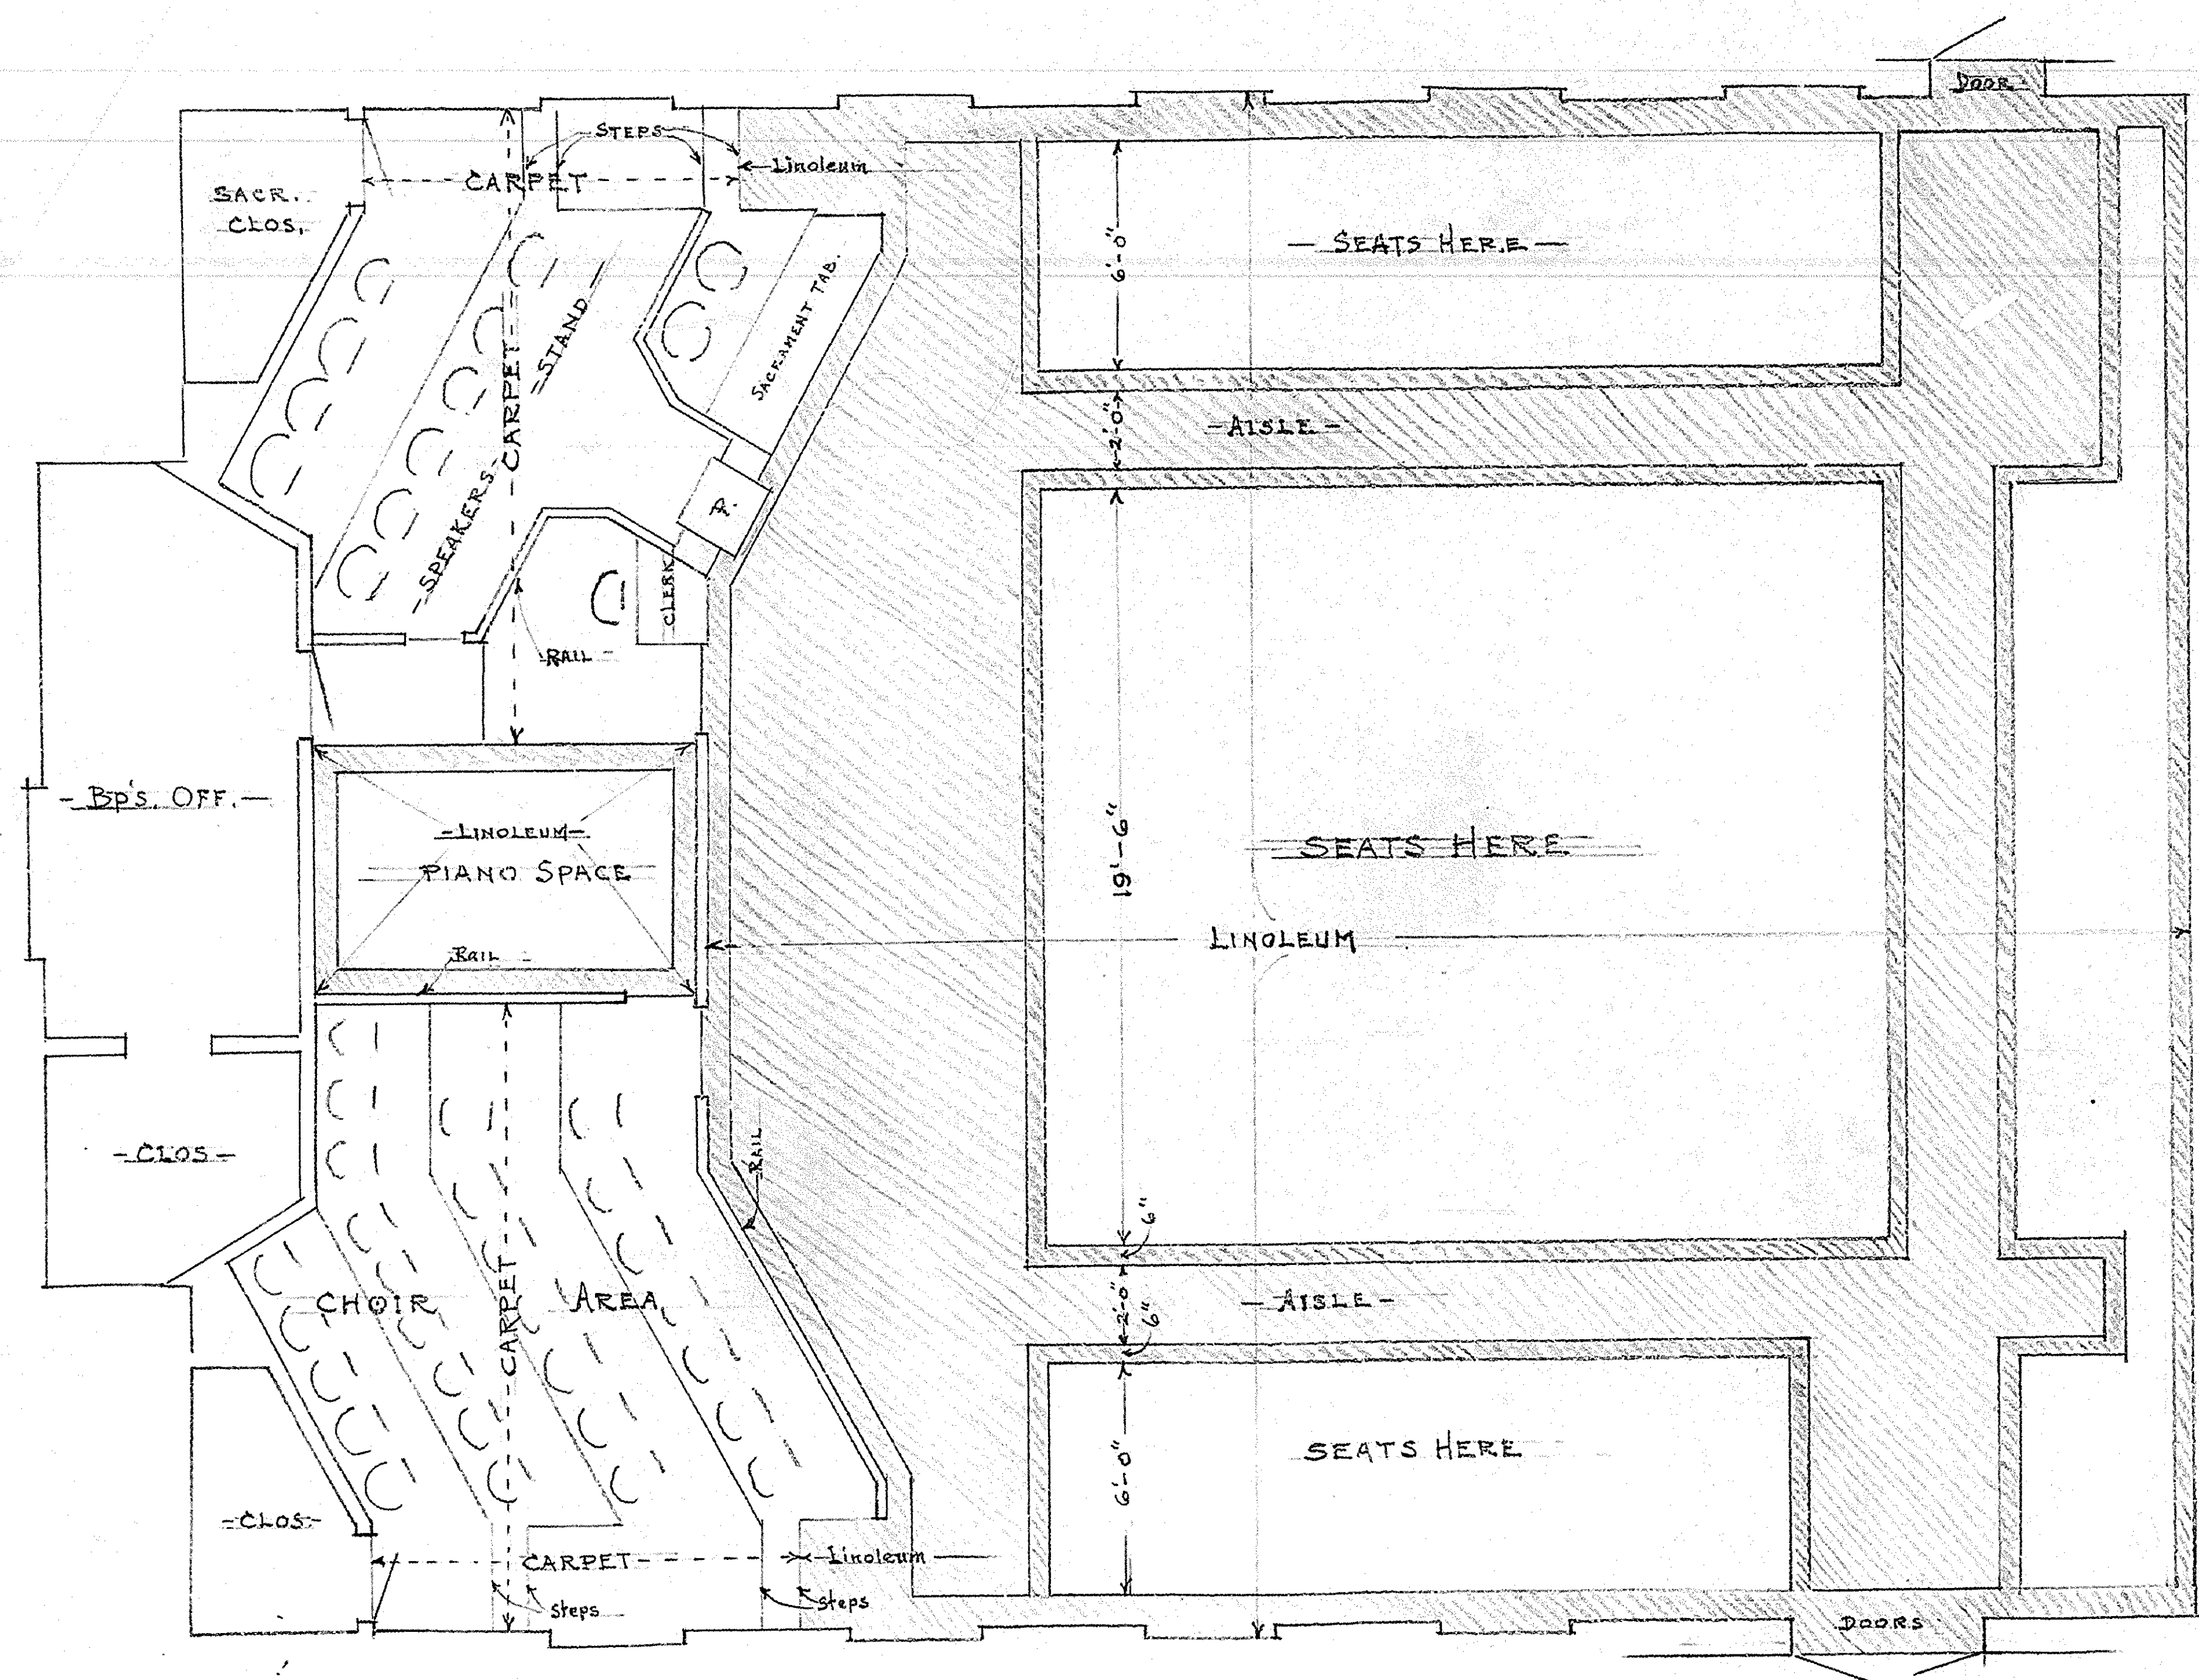 DOOR
STEPS
CARPET
Linoleum
SACR.
CLOS.
- SEATS HERE -
6'-0"
SACRAMENT TAB.
SPEAKERS - STAND
CARPET
2'-0"
- AISLE -
CLERK
RAIL
- Bp's. OFF. -
- LINOLEUM -
PIANO SPACE
RAIL
19'-6"
SEATS HERE
LINOLEUM
- CLOS -
RAIL
6"
CHOIR AREA
CARPET
2'-0"
6"
- AISLE -
6'-0"
SEATS HERE
- CLOS -
CARPET
Linoleum
Steps
Steps
DOORS